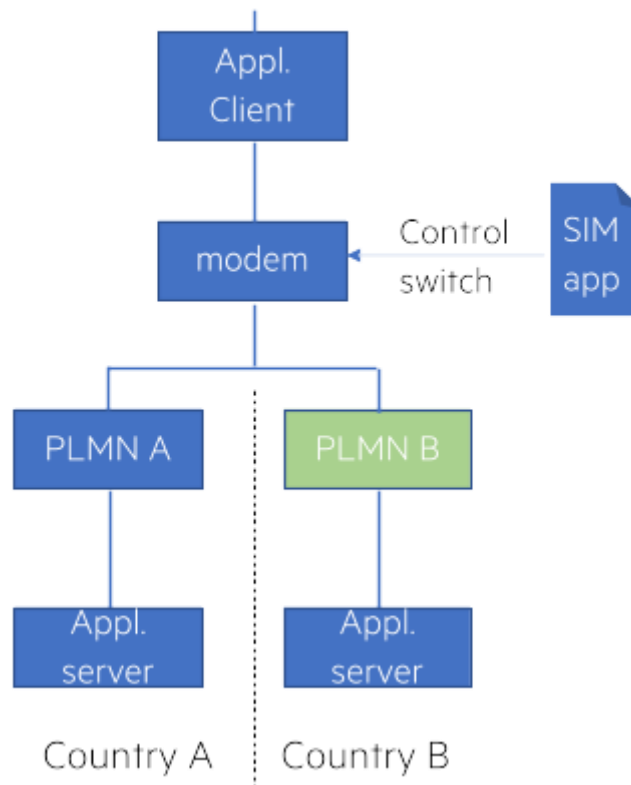 Appl.
Client
modem
Control
switch
SIM
app
PLMN A
PLMN B
Appl.
server
Appl.
server
Country A
Country B